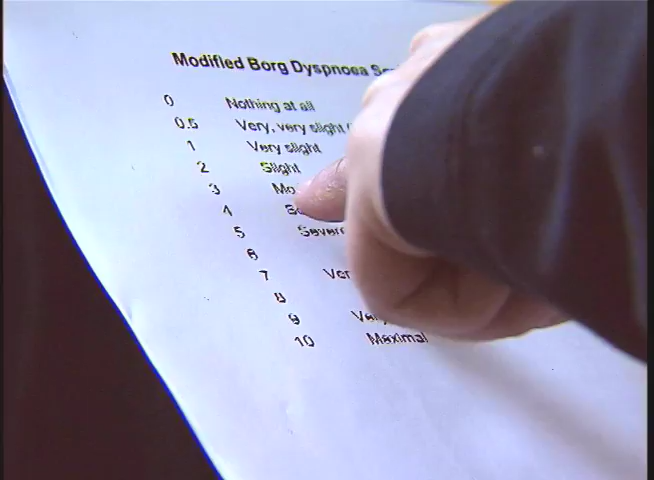 Modified Borg Dyspnoea
0 Nothing at all
0.5 Very, very slight
1 Very slight
2 Slight
3
4
5 Severe
6
7
8
9
10 Maximal